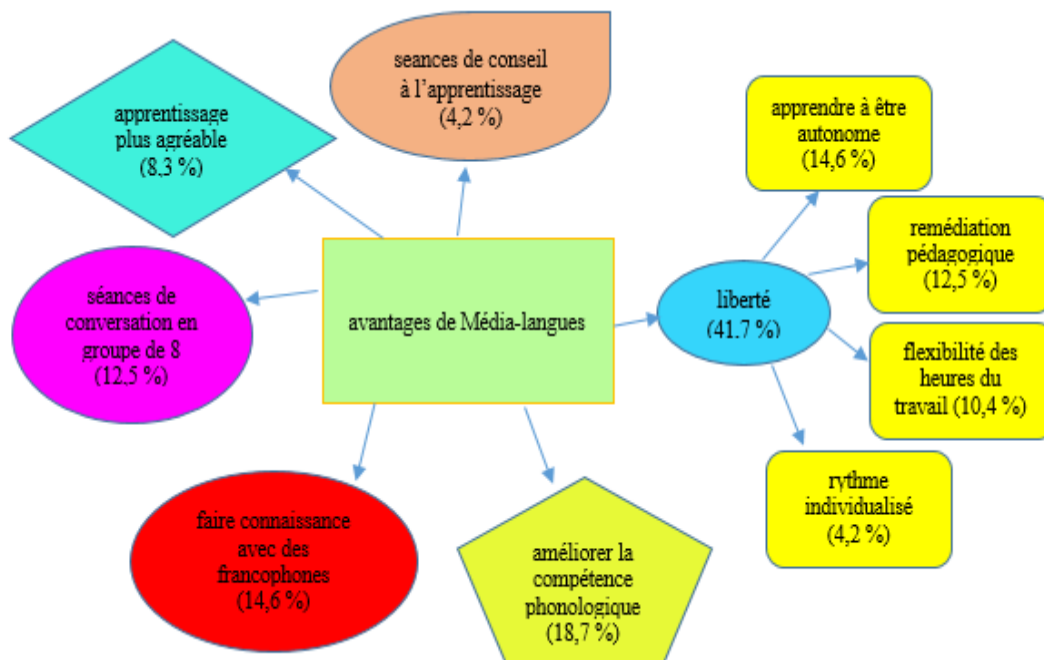 seances de conseil
à l'apprentissage
(4,2 %)
apprentissage
plus agréable
(8,3 %)
apprendre à être
autonome
(14,6 %)
remédiation
pédagogique
(12,5 %)
séances de
conversation en
groupe de 8
(12,5 %)
avantages de Média-langues
liberté
(41,7 %)
flexibilité des
heures du
travail (10,4 %)
rythme
individualisé
(4,2 %)
faire connaissance
avec des
francophones
(14,6 %)
améliorer la
compétence
phonologique
(18,7 %)